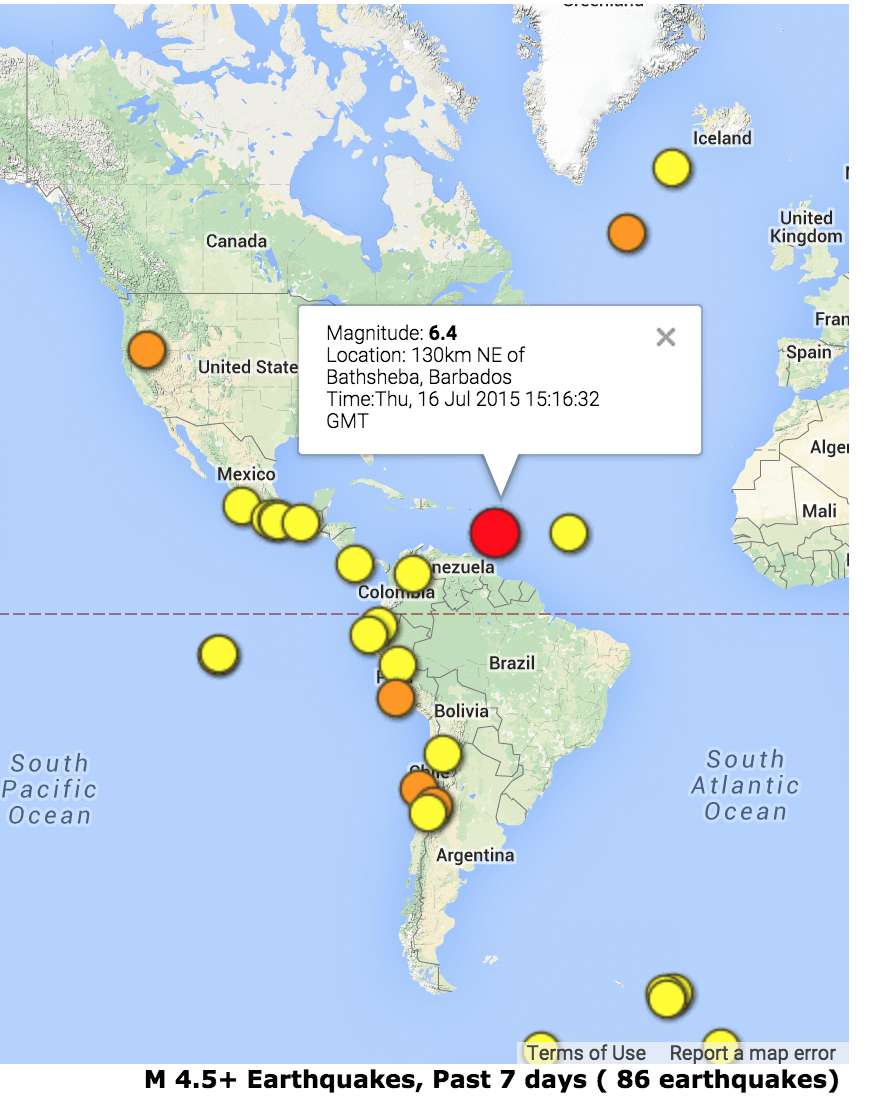 Greenland
Iceland
United
Kingdom
Canada
Magnitude: 6.4
Location: 130km NE of
Bathsheba, Barbados
Time:Thu, 16 Jul 2015 15:16:32
GMT
Fran
Spain
United State
Alger
Mexico
Mali
nezuela
Colombia
Brazil
Bolivia
South
Pacific
Ocean
South
Atlantic
Ocean
Chile
Argentina
Terms of Use
Report a map error
M 4.5+ Earthquakes, Past 7 days ( 86 earthquakes)